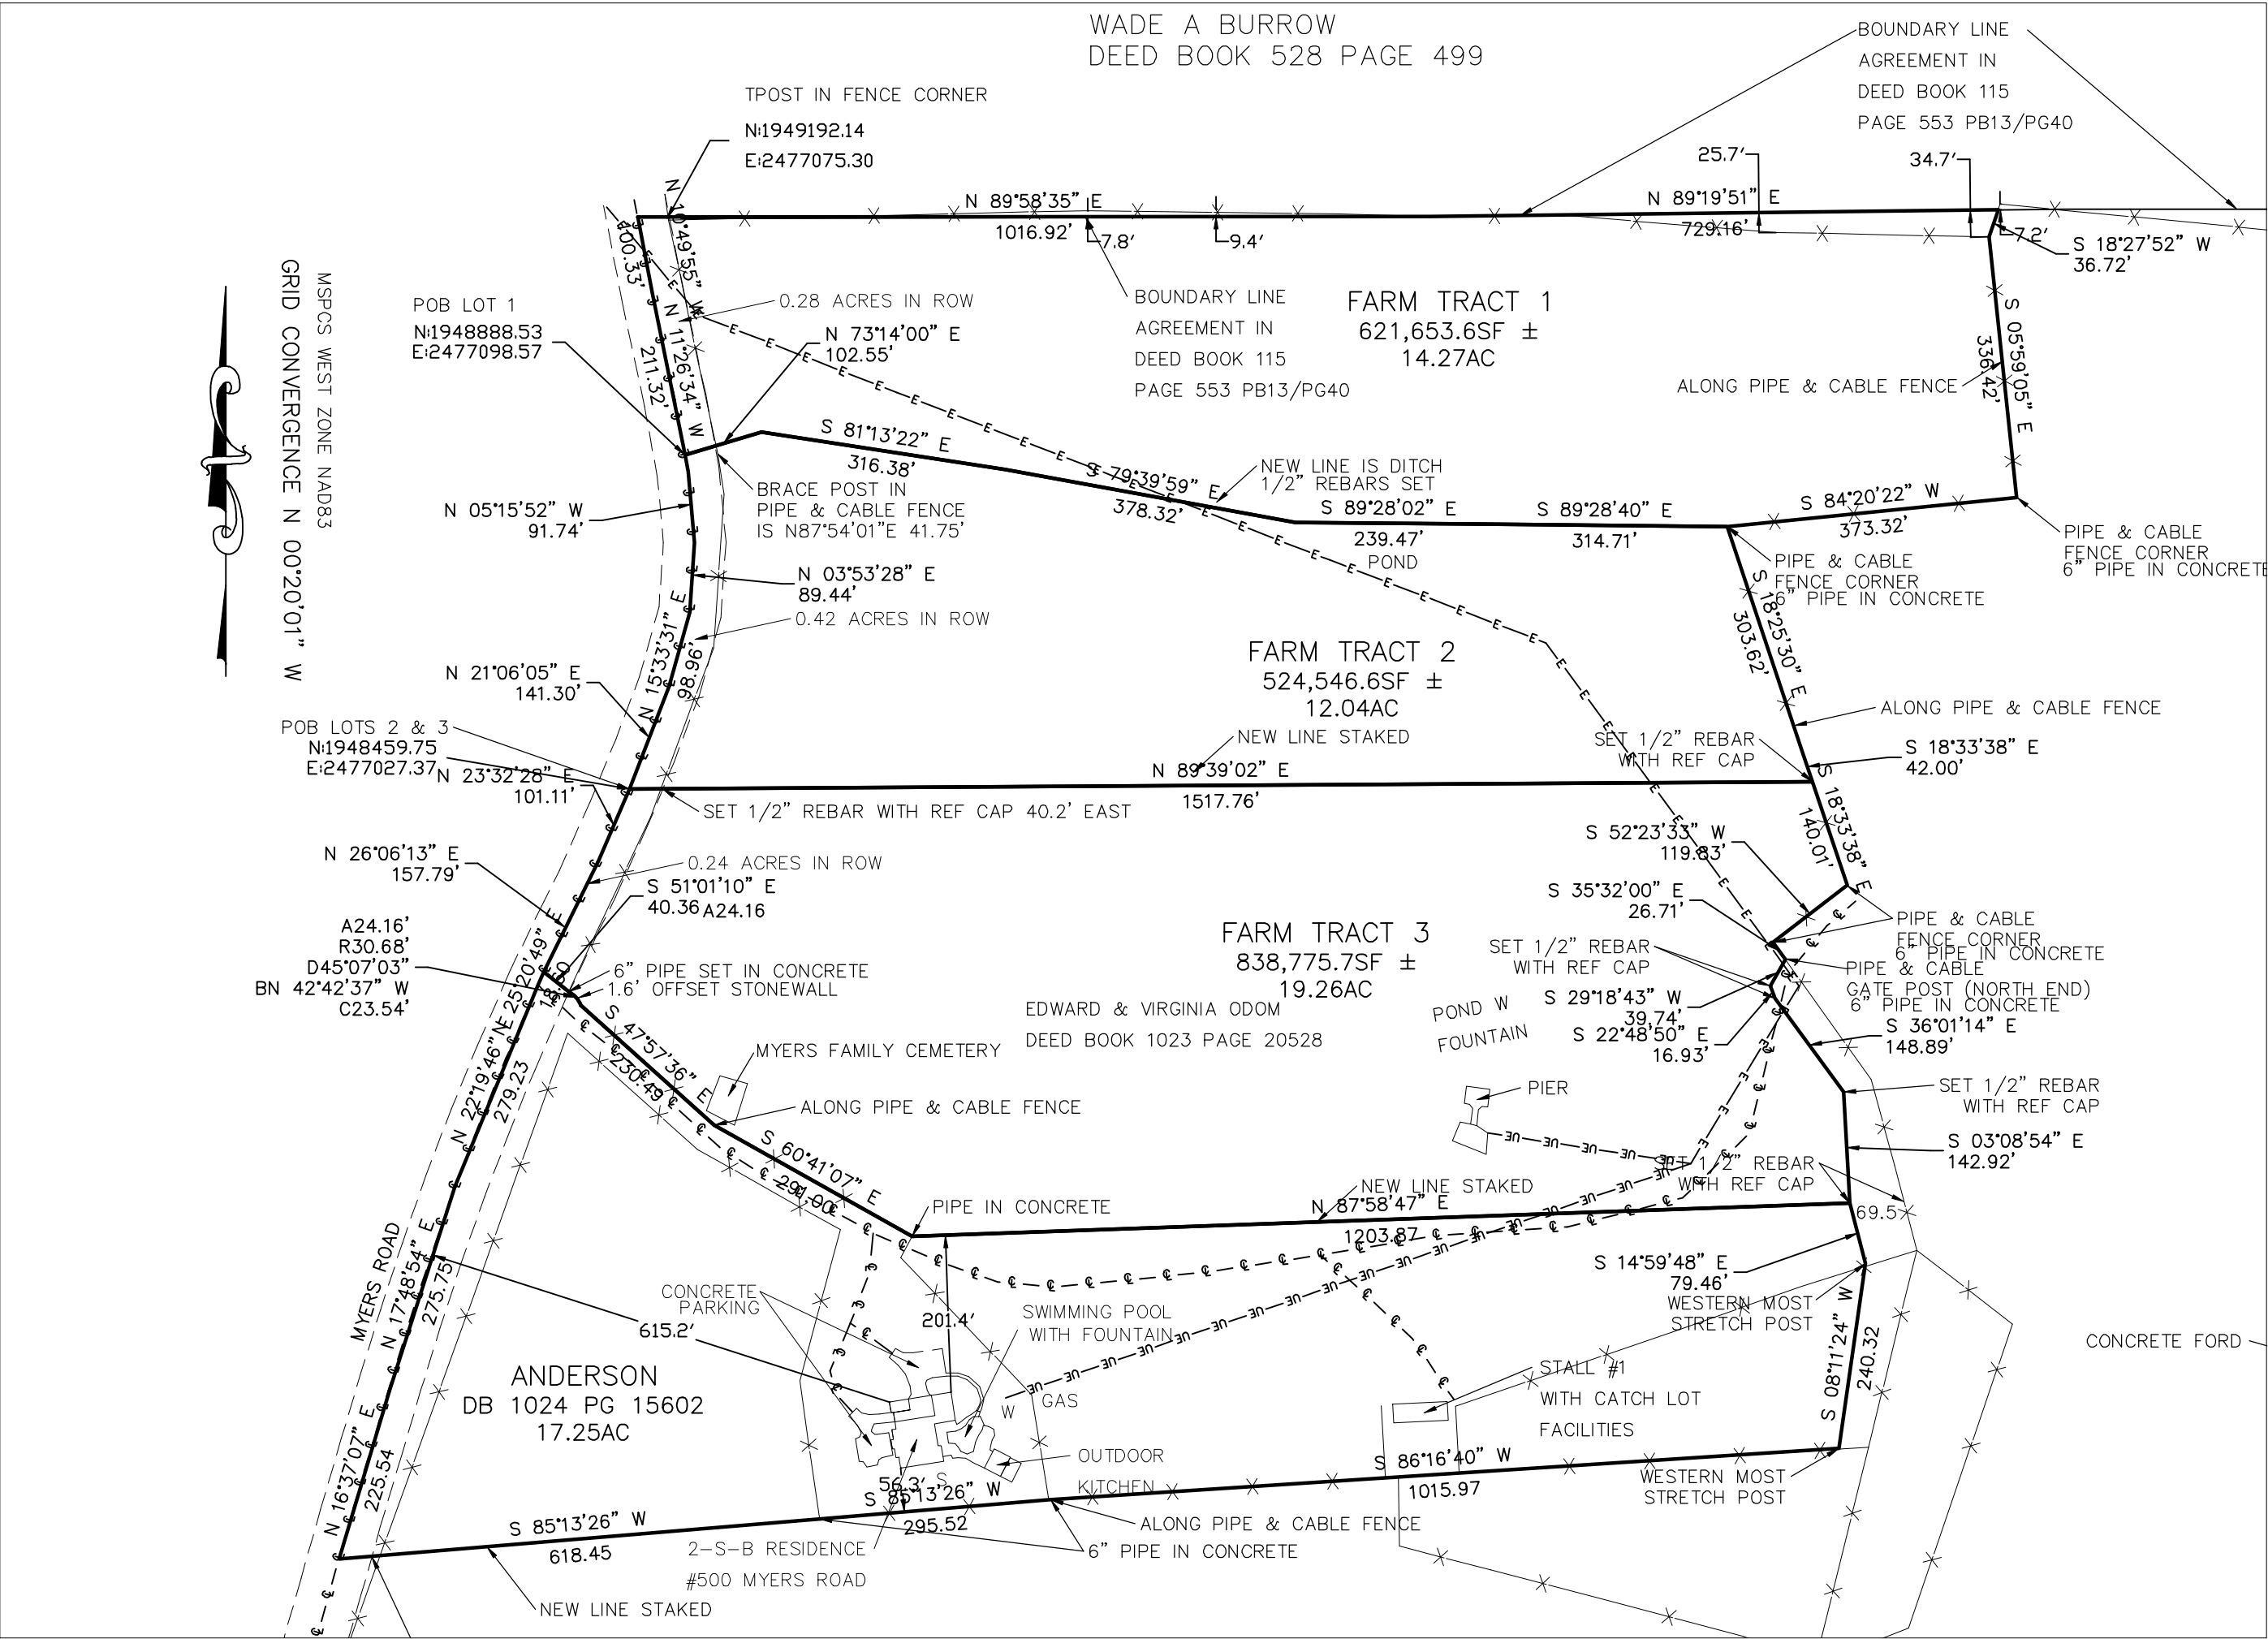 WADE A BURROW
DEED BOOK 528 PAGE 499
BOUNDARY LINE
AGREEMENT IN
DEED BOOK 115
PAGE 553 PB13/PG40
TPOST IN FENCE CORNER
N:1949192.14
E:2477075.30
25.7'
34.7'
N 10°49'55" W
100.33'
N 89°58'35" E
1016.92'
7.8'
9.4'
N 89°19'51" E
729.16'
7.2'
S 18°27'52" W
36.72'
MSPCS WEST ZONE NAD83
GRID CONVERGENCE N 00°20'01" W
POB LOT 1
N:1948888.53
E:2477098.57
0.28 ACRES IN ROW
N 11°26'34" W
211.32'
N 73°14'00" E
102.55'
BOUNDARY LINE
AGREEMENT IN
DEED BOOK 115
PAGE 553 PB13/PG40
FARM TRACT 1
621,653.6SF ±
14.27AC
S 05°59'05" E
336.42'
ALONG PIPE & CABLE FENCE
S 81°13'22" E
316.38'
S 79°39'59" E
378.32'
NEW LINE IS DITCH
1/2" REBARS SET
S 89°28'02" E
239.47'
POND
S 89°28'40" E
314.71'
S 84°20'22" W
373.32'
N 05°15'52" W
91.74'
BRACE POST IN
PIPE & CABLE FENCE
IS N87°54'01"E 41.75'
PIPE & CABLE
FENCE CORNER
6" PIPE IN CONCRETE
PIPE & CABLE
FENCE CORNER
6" PIPE IN CONCRETE
N 03°53'28" E
89.44'
0.42 ACRES IN ROW
S 18°25'30" E
303.62'
N 15°33'31" E
98.96'
N 21°06'05" E
141.30'
FARM TRACT 2
524,546.6SF ±
12.04AC
ALONG PIPE & CABLE FENCE
POB LOTS 2 & 3
N:1948459.75
E:2477027.37
NEW LINE STAKED
SET 1/2" REBAR
WITH REF CAP
S 18°33'38" E
42.00'
N 23°32'28" E
101.11'
N 89°39'02" E
1517.76'
SET 1/2" REBAR WITH REF CAP 40.2' EAST
S 18°33'38" E
140.01'
S 52°23'33" W
119.83'
N 26°06'13" E
157.79'
0.24 ACRES IN ROW
S 51°01'10" E
40.36 A24.16
S 35°32'00" E
26.71'
A24.16'
R30.68'
D45°07'03"
BN 42°42'37" W
C23.54'
FARM TRACT 3
838,775.7SF ±
19.26AC
SET 1/2" REBAR
WITH REF CAP
PIPE & CABLE
FENCE CORNER
6" PIPE IN CONCRETE
PIPE & CABLE
GATE POST (NORTH END)
6" PIPE IN CONCRETE
N 25°20'49" E
18.60
6" PIPE SET IN CONCRETE
1.6' OFFSET STONEWALL
S 29°18'43" W
39.74'
EDWARD & VIRGINIA ODOM
DEED BOOK 1023 PAGE 20528
POND W
FOUNTAIN
S 22°48'50" E
16.93'
S 36°01'14" E
148.89'
S 47°57'36" E
230.49
MYERS FAMILY CEMETERY
N 22°19'46" E
279.23
PIER
SET 1/2" REBAR
WITH REF CAP
ALONG PIPE & CABLE FENCE
S 60°41'07" E
291.00
S 03°08'54" E
142.92'
SET 1/2" REBAR
WITH REF CAP
PIPE IN CONCRETE
NEW LINE STAKED
N 87°58'47" E
1203.87
69.5
MYERS ROAD
N 17°48'54" E
275.75'
S 14°59'48" E
79.46'
CONCRETE
PARKING
615.2'
201.4'
SWIMMING POOL
WITH FOUNTAIN
WESTERN MOST
STRETCH POST
S 08°11'24" W
240.32
CONCRETE FORD
ANDERSON
DB 1024 PG 15602
17.25AC
STALL #1
WITH CATCH LOT
FACILITIES
W
GAS
N 16°37'07" E
225.54
OUTDOOR
KITCHEN
S
56.3'
S 86°16'40" W
1015.97
WESTERN MOST
STRETCH POST
S 85°13'26" W
295.52
S 85°13'26" W
618.45
ALONG PIPE & CABLE FENCE
6" PIPE IN CONCRETE
2-S-B RESIDENCE
#500 MYERS ROAD
NEW LINE STAKED